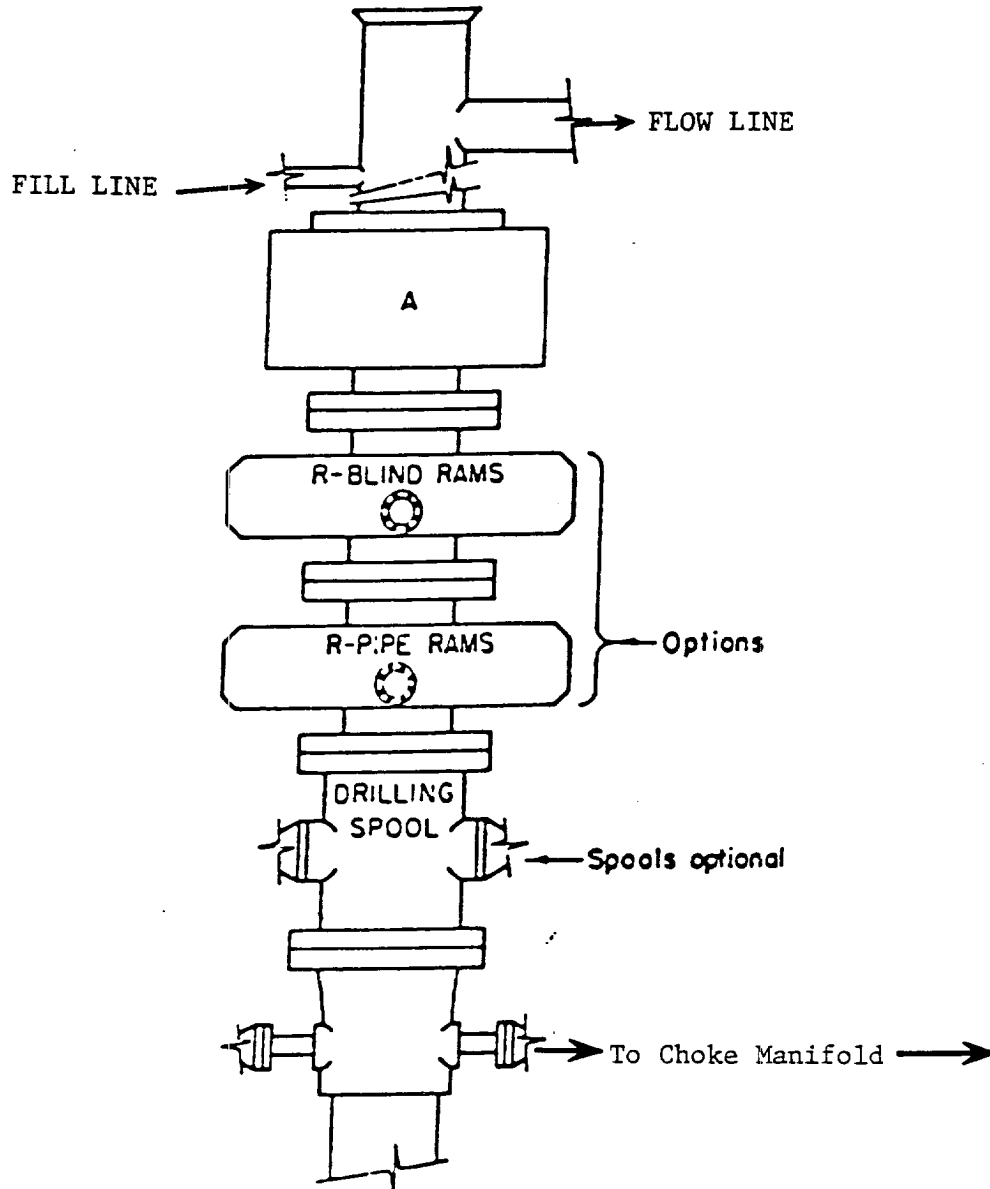 FLOW LINE
FILL LINE
A
R-BLIND RAMS
R-PIPE RAMS
Options
DRILLING
SPOOL
Spools optional
To Choke Manifold